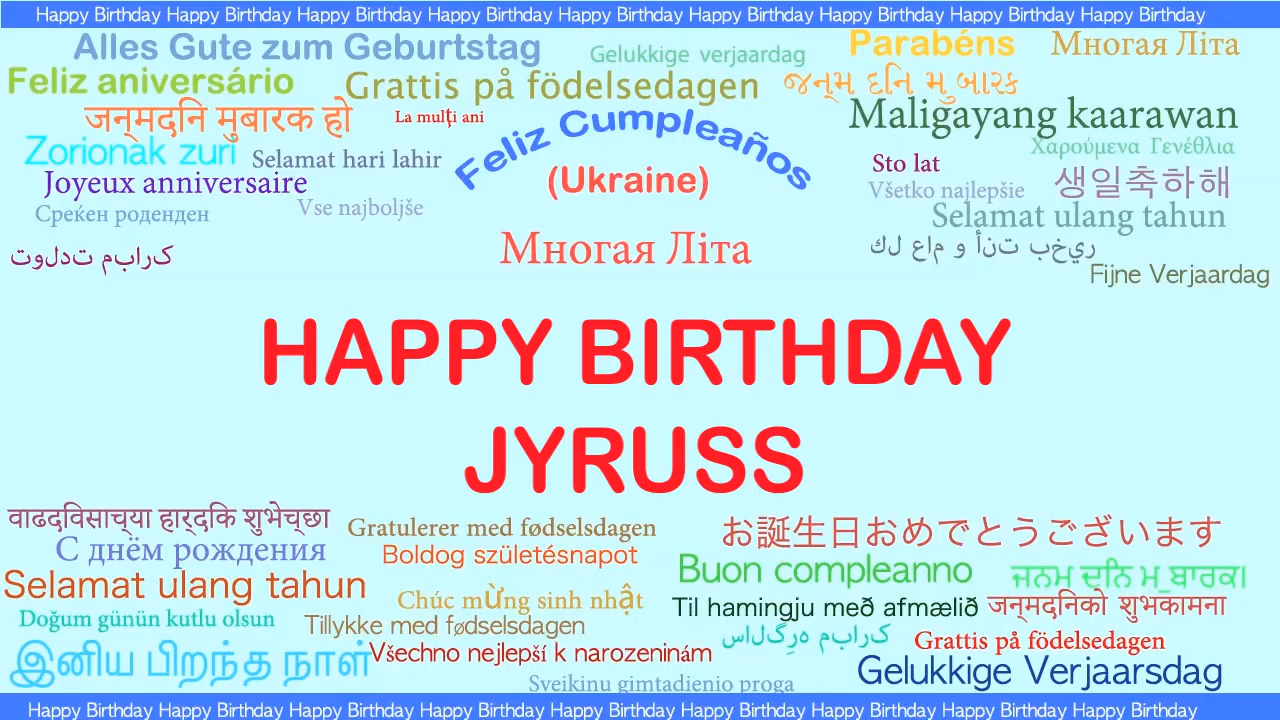 Happy Birthday Happy Birthday Happy Birthday Happy Birthday Happy Birthday Happy Birthday Happy Birthday Happy Birthday Happy Birthday
Alles Gute zum Geburtstag
Gelukkige verjaardag
Parabéns
Многая Літа
Feliz aniversário
Grattis på födelsedagen
જન્મ દિન મુબારક
जन्मदिन मुबारक हो
La mulţi ani
Feliz Cumpleaños
Maligayang kaarawan
Zorionak zuri
Selamat hari lahir
(Ukraine)
Sto lat
Χαρούμενα Γενέθλια
Joyeux anniversaire
Všetko najlepšie
생일축하해
Среќен роденден
Vse najboljše
Selamat ulang tahun
Многая Літа
تولدت مبارک
كل عام و أنت بخير
Fijne Verjaardag
HAPPY BIRTHDAY
JYRUSS
वाढदिवसाच्या हार्दिक शुभेच्छा
Gratulerer med fødselsdagen
お誕生日おめでとうございます
С днём рождения
Boldog születésnapot
Buon compleanno
ਜਨਮ ਦਿਨ ਮੁਬਾਰਕ।
Selamat ulang tahun
Chúc mừng sinh nhật
Til hamingju með afmælið
जन्मदिनको शुभकामना
Doğum günün kutlu olsun
Tillykke med fødselsdagen
سالگرہ مبارک
Grattis på födelsedagen
இனிய பிறந்த நாள்
Všechno nejlepší k narozeninám
Gelukkige Verjaarsdag
Sveikinu gimtadienio proga
Happy Birthday Happy Birthday Happy Birthday Happy Birthday Happy Birthday Happy Birthday Happy Birthday Happy Birthday Happy Birthday